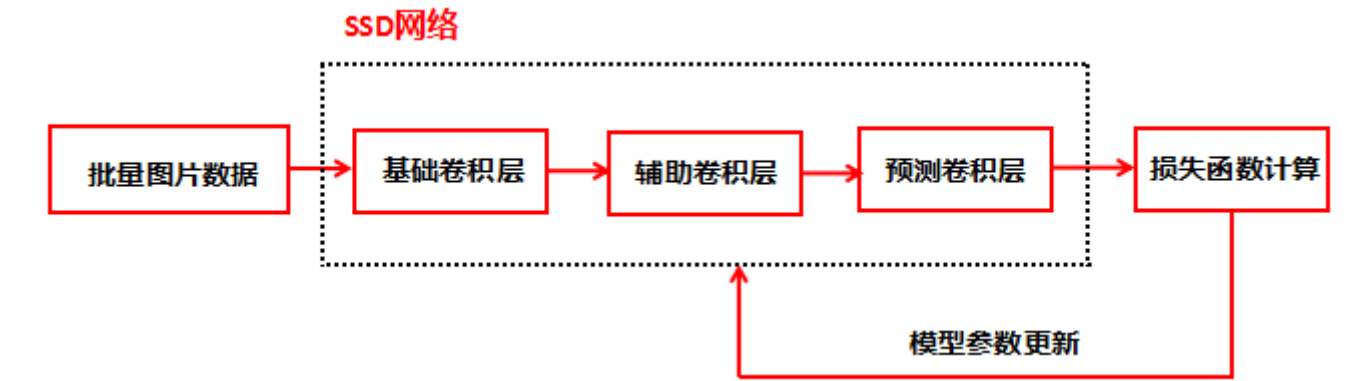 SSD网络
批量图片数据
基础卷积层
辅助卷积层
预测卷积层
损失函数计算
模型参数更新